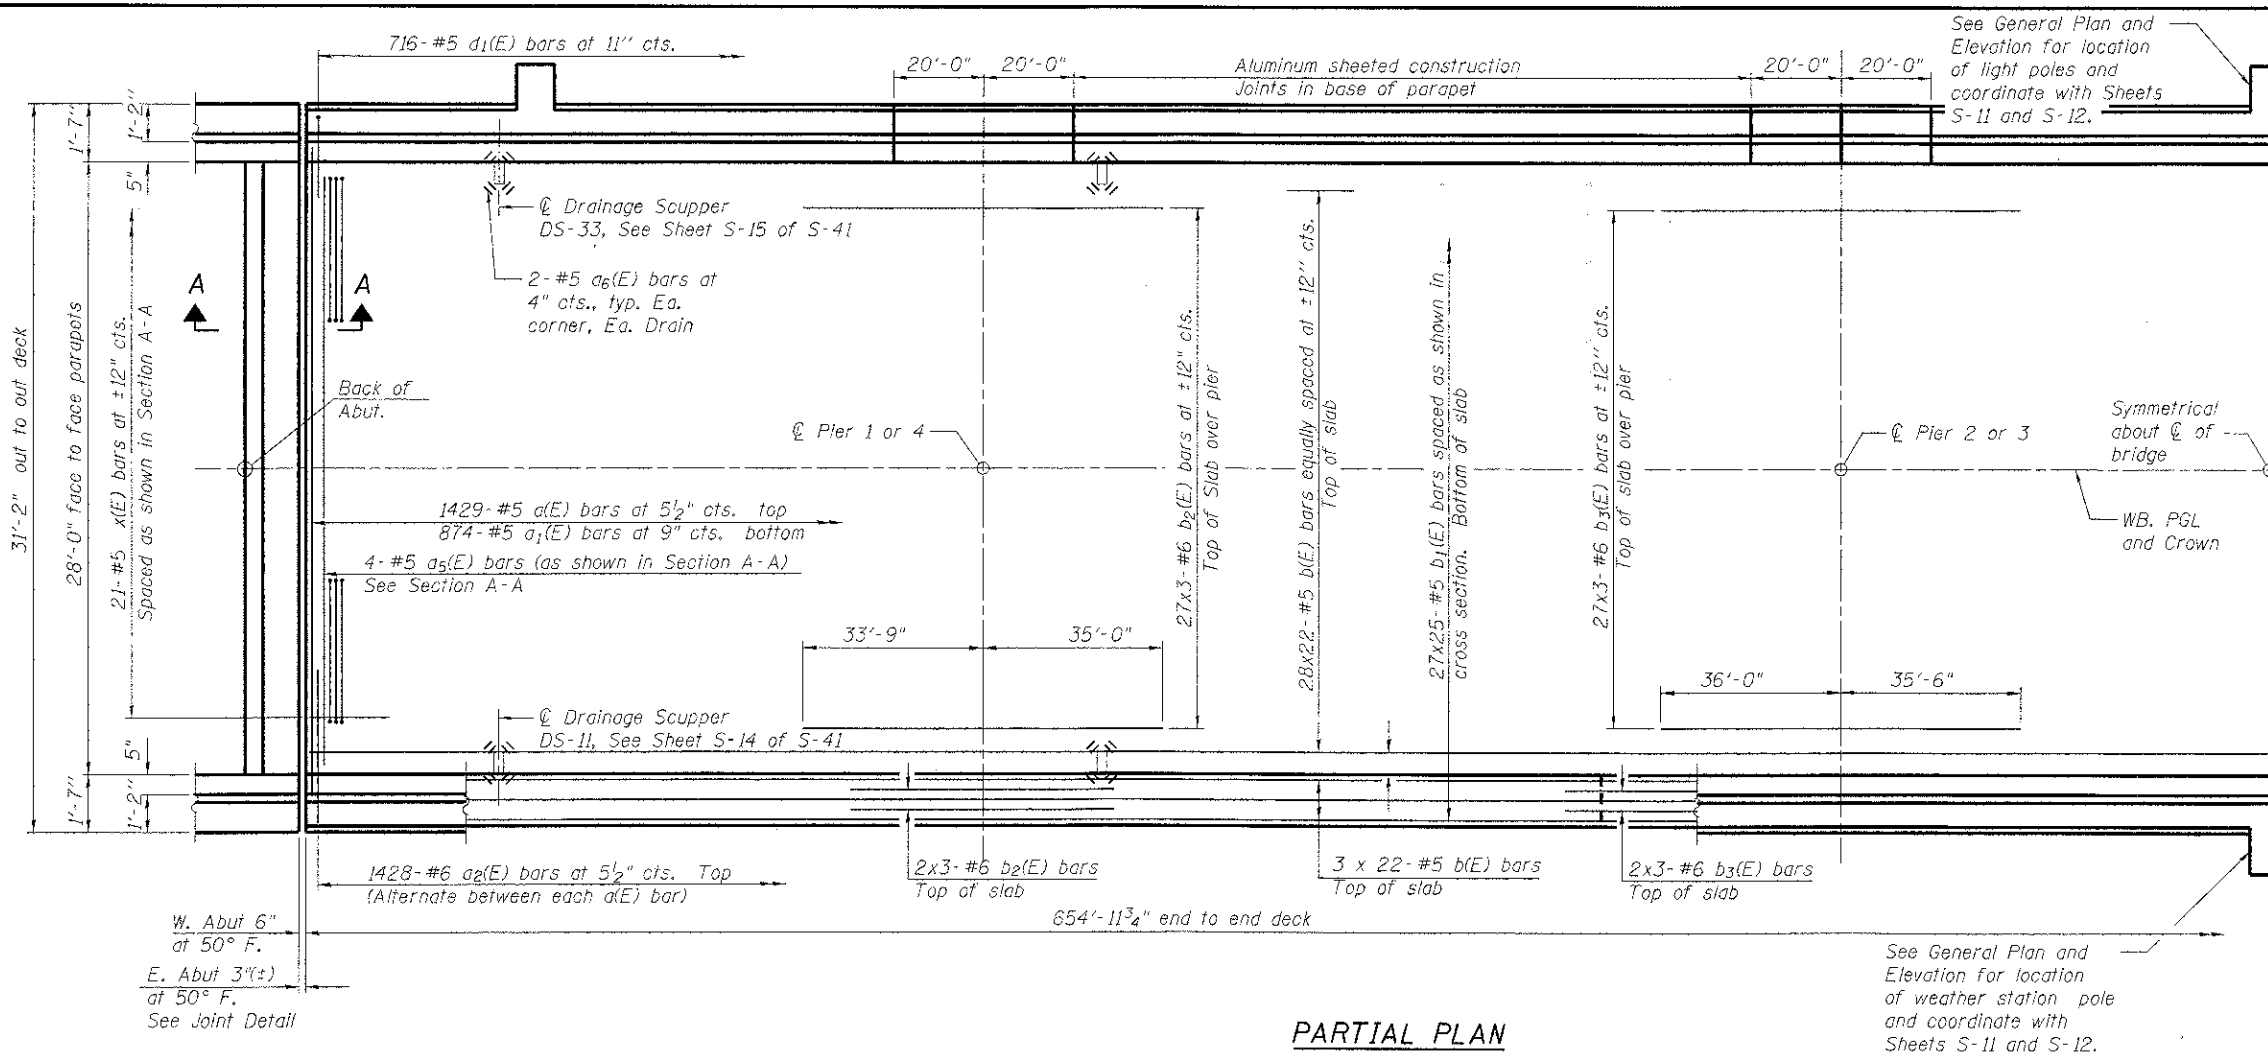 716-#5 d1(E) bars at 11" cts.
20'-0"
20'-0"
Aluminum sheeted construction
Joints in base of parapet
20'-0"
20'-0"
See General Plan and
Elevation for location
of light poles and
coordinate with Sheets
S-11 and S-12.
1'-7"
1'-2"
5"
31'-2" out to out deck
28'-0" face to face parapets
21-#5 x(E) bars at ±12" cts.
Spaced as shown in Section A-A
A
A
℄ Drainage Scupper
DS-33, See Sheet S-15 of S-41
2-#5 a6(E) bars at
4" cts., typ. Ea.
corner, Ea. Drain
Back of
Abut.
℄ Pier 1 or 4
27x3-#6 b2(E) bars at ±12" cts.
Top of Slab over pier
28x22-#5 b(E) bars equally spaced at ±12" cts.
Top of slab
27x25-#5 b1(E) bars spaced as shown in
cross section. Bottom of slab
27x3-#6 b3(E) bars at ±12" cts.
Top of slab over pier
℄ Pier 2 or 3
Symmetrical
about ℄ of
bridge
WB. PGL
and Crown
1429-#5 a(E) bars at 5½" cts. top
874-#5 a1(E) bars at 9" cts. bottom
4-#5 a5(E) bars (as shown in Section A-A)
See Section A-A
33'-9"
35'-0"
36'-0"
35'-6"
℄ Drainage Scupper
DS-11, See Sheet S-14 of S-41
5"
1'-7"
1'-2"
1428-#6 a2(E) bars at 5½" cts. Top
(Alternate between each a(E) bar)
2x3-#6 b2(E) bars
Top of slab
3 x 22-#5 b(E) bars
Top of slab
2x3-#6 b3(E) bars
Top of slab
W. Abut 6"
at 50° F.
654'-11¾" end to end deck
E. Abut 3"(±)
at 50° F.
See Joint Detail
See General Plan and
Elevation for location
of weather station pole
and coordinate with
Sheets S-11 and S-12.
PARTIAL PLAN